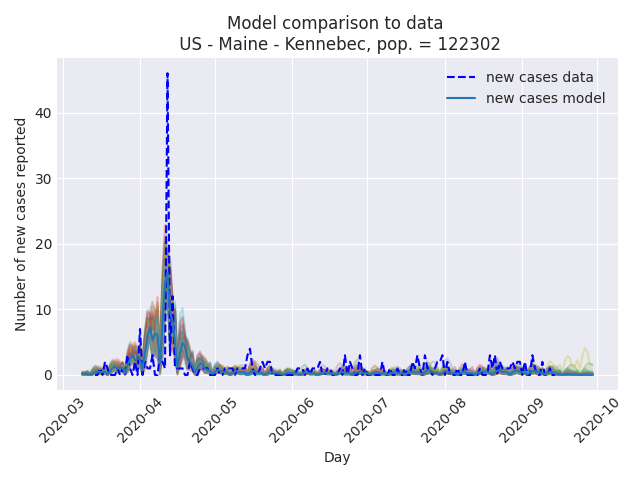 Model comparison to data
US - Maine - Kennebec, pop. = 122302
new cases data
new cases model
Number of new cases reported
40
30
20
10
0
2020-03
2020-04
2020-05
2020-06
2020-07
2020-08
2020-09
2020-10
Day